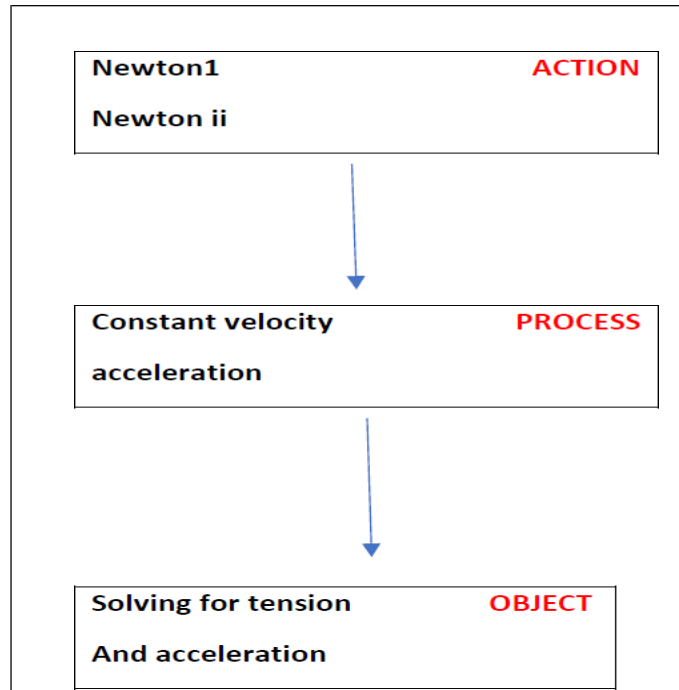 Newton1 ACTION
Newton ii
Constant velocity PROCESS
acceleration
Solving for tension OBJECT
And acceleration